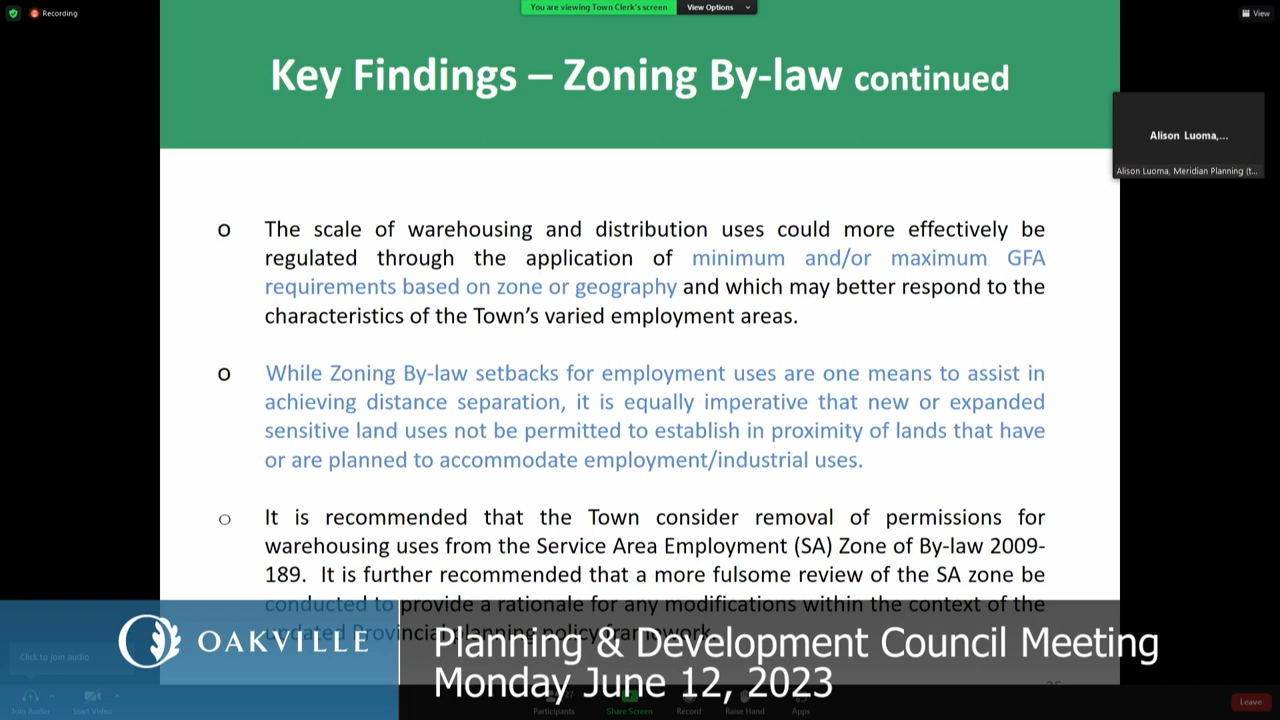 Recording
You are viewing Town Clerk's screen
View Options
View
Key Findings – Zoning By-law continued
Alison Luoma,...
Alison Luoma, Meridian Planning (t...
o The scale of warehousing and distribution uses could more effectively be
regulated through the application of minimum and/or maximum GFA
requirements based on zone or geography and which may better respond to the
characteristics of the Town's varied employment areas.
o While Zoning By-law setbacks for employment uses are one means to assist in
achieving distance separation, it is equally imperative that new or expanded
sensitive land uses not be permitted to establish in proximity of lands that have
or are planned to accommodate employment/industrial uses.
o It is recommended that the Town consider removal of permissions for
warehousing uses from the Service Area Employment (SA) Zone of By-law 2009-
189. It is further recommended that a more fulsome review of the SA zone be
conducted to provide a rationale for any modifications within the context of the
updated Provincial planning policy framework.
OAKVILLE
Planning & Development Council Meeting
Monday June 12, 2023
Click to join audio
Join Audio
Start Video
Participants
Share Screen
Record
Raise Hand
Apps
Leave